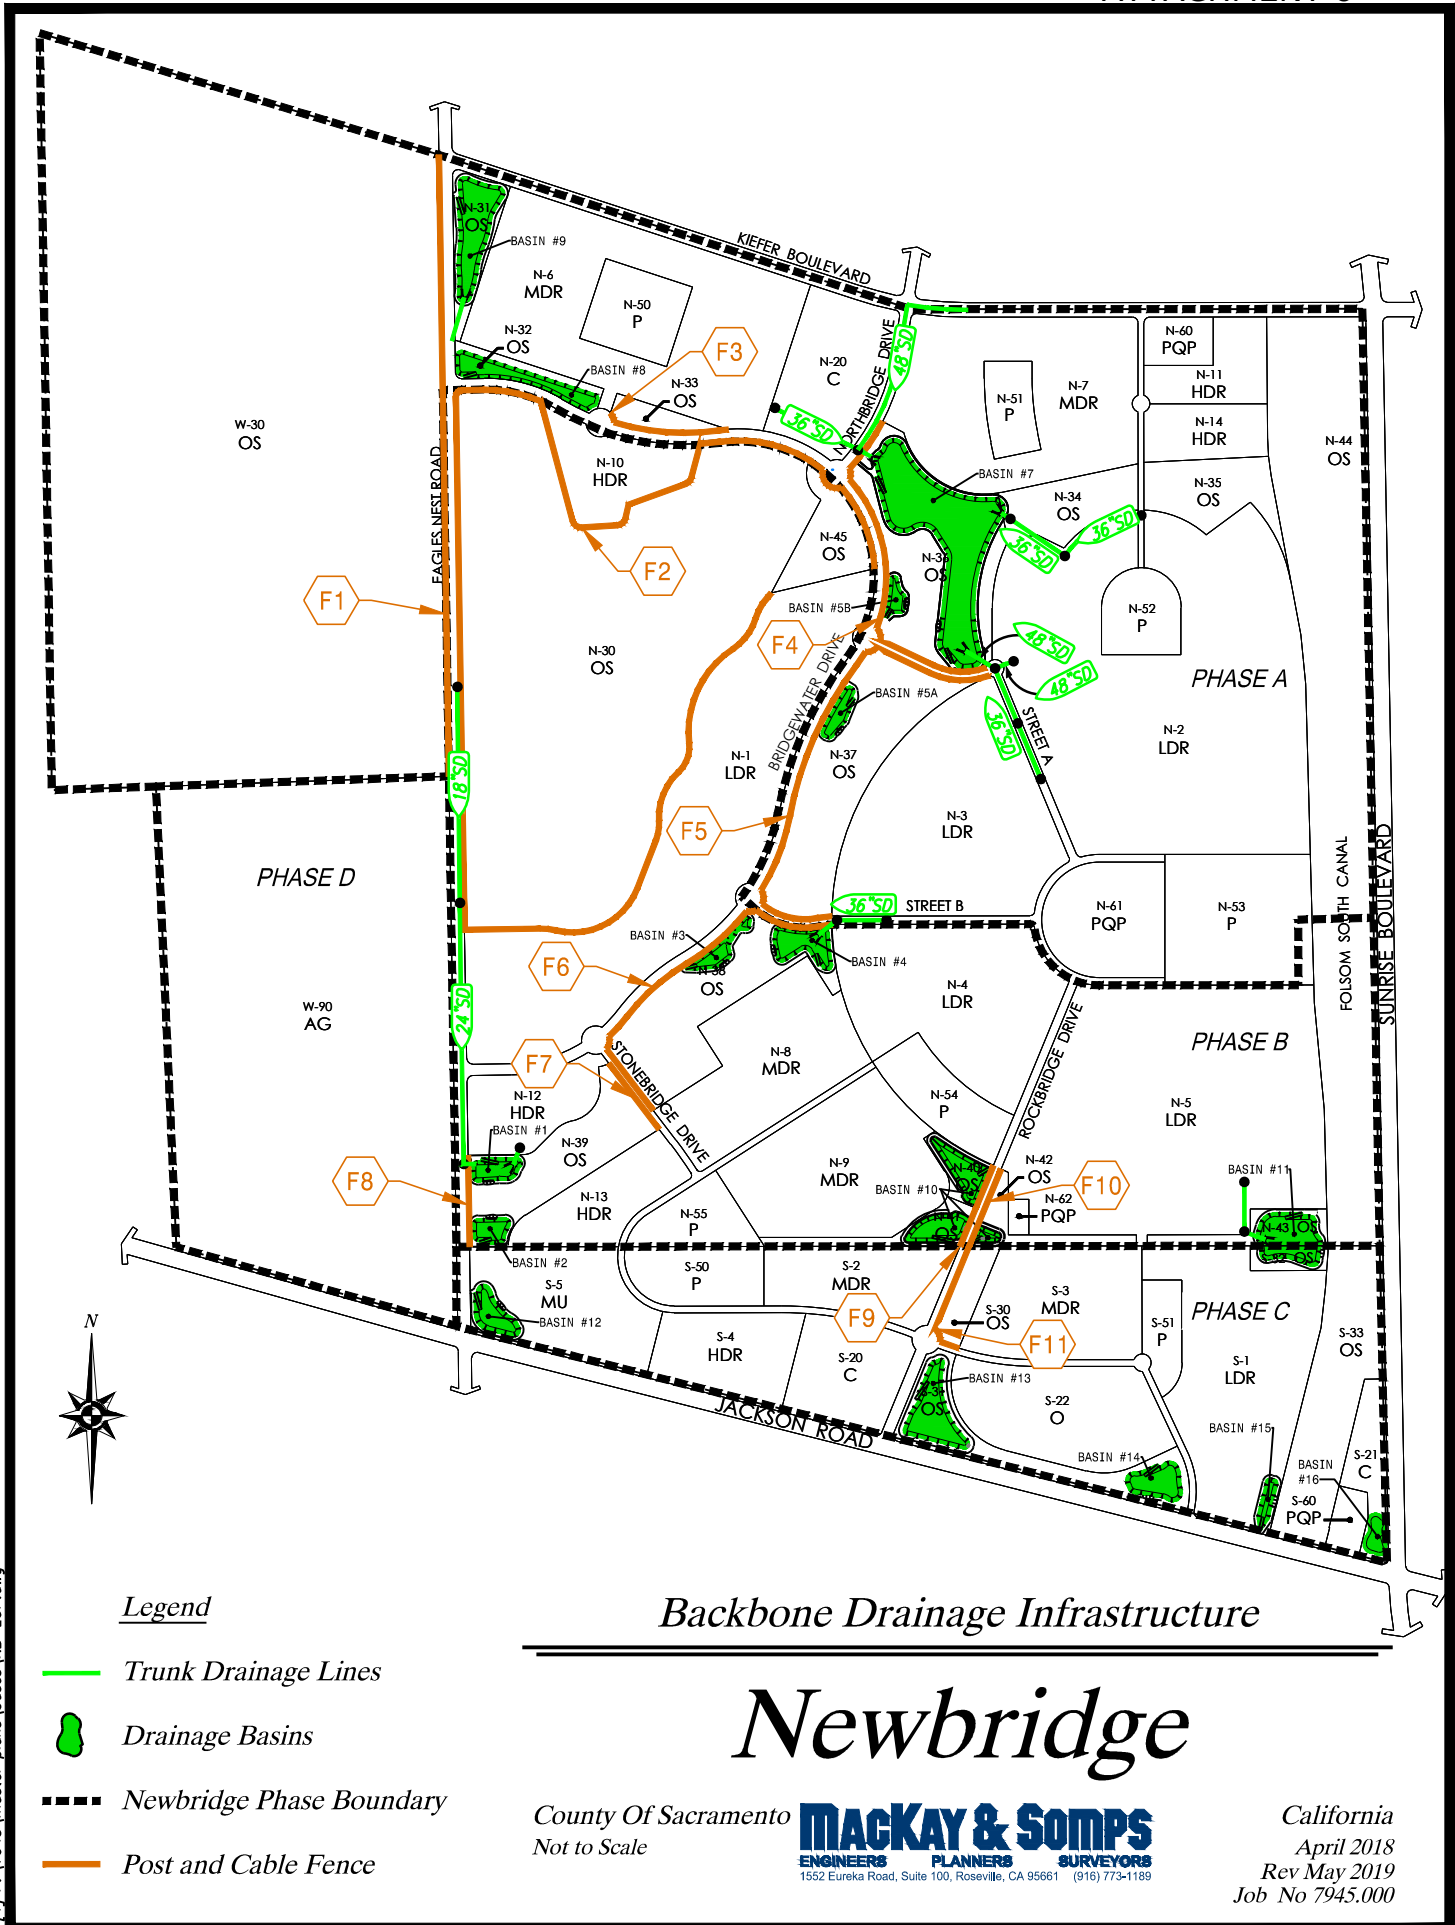 KIEFER BOULEVARD
N-31
OS
BASIN #9
N-6
MDR
N-50
P
N-32
OS
BASIN #8
F3
N-33
OS
N-20
C
NORTHBRIDGE DRIVE
48"SD
36"SD
N-60
PQP
N-11
HDR
N-7
MDR
N-51
P
N-14
HDR
N-44
OS
W-30
OS
EAGLES NEST ROAD
N-10
HDR
BASIN #7
N-34
OS
N-35
OS
36"SD
36"SD
N-45
OS
N-36
OS
F2
F1
BASIN #5B
N-52
P
F4
48"SD
48"SD
N-30
OS
PHASE A
BRIDGEWATER DRIVE
BASIN #5A
36"SD
STREET A
N-2
LDR
N-1
LDR
N-37
OS
18"SD
F5
N-3
LDR
PHASE D
FOLSOM SOUTH CANAL
SUNRISE BOULEVARD
36"SD
STREET B
N-61
PQP
N-53
P
BASIN #3
BASIN #4
F6
N-38
OS
N-4
LDR
W-90
AG
24"SD
PHASE B
F7
STONEBRIDGE DRIVE
N-8
MDR
ROCKBRIDGE DRIVE
N-12
HDR
N-54
P
N-5
LDR
BASIN #1
N-39
OS
F8
N-9
MDR
N-40
OS
N-42
OS
BASIN #10
F10
BASIN #11
N-13
HDR
N-55
P
N-62
PQP
N-43 OS
S-32 OS
BASIN #2
S-5
MU
S-50
P
S-2
MDR
S-3
MDR
BASIN #12
F9
S-30
OS
F11
S-51
P
PHASE C
S-33
OS
N
S-4
HDR
S-20
C
S-1
LDR
BASIN #13
S-31
OS
S-22
O
JACKSON ROAD
BASIN #14
BASIN #15
BASIN
#16
S-21
C
S-60
PQP
Legend
Trunk Drainage Lines
Drainage Basins
Newbridge Phase Boundary
Post and Cable Fence
Backbone Drainage Infrastructure
Newbridge
County Of Sacramento
Not to Scale
MACKAY & SOMPS
ENGINEERS PLANNERS SURVEYORS
1552 Eureka Road, Suite 100, Roseville, CA 95661 (916) 773-1189
California
April 2018
Rev May 2019
Job No 7945.000